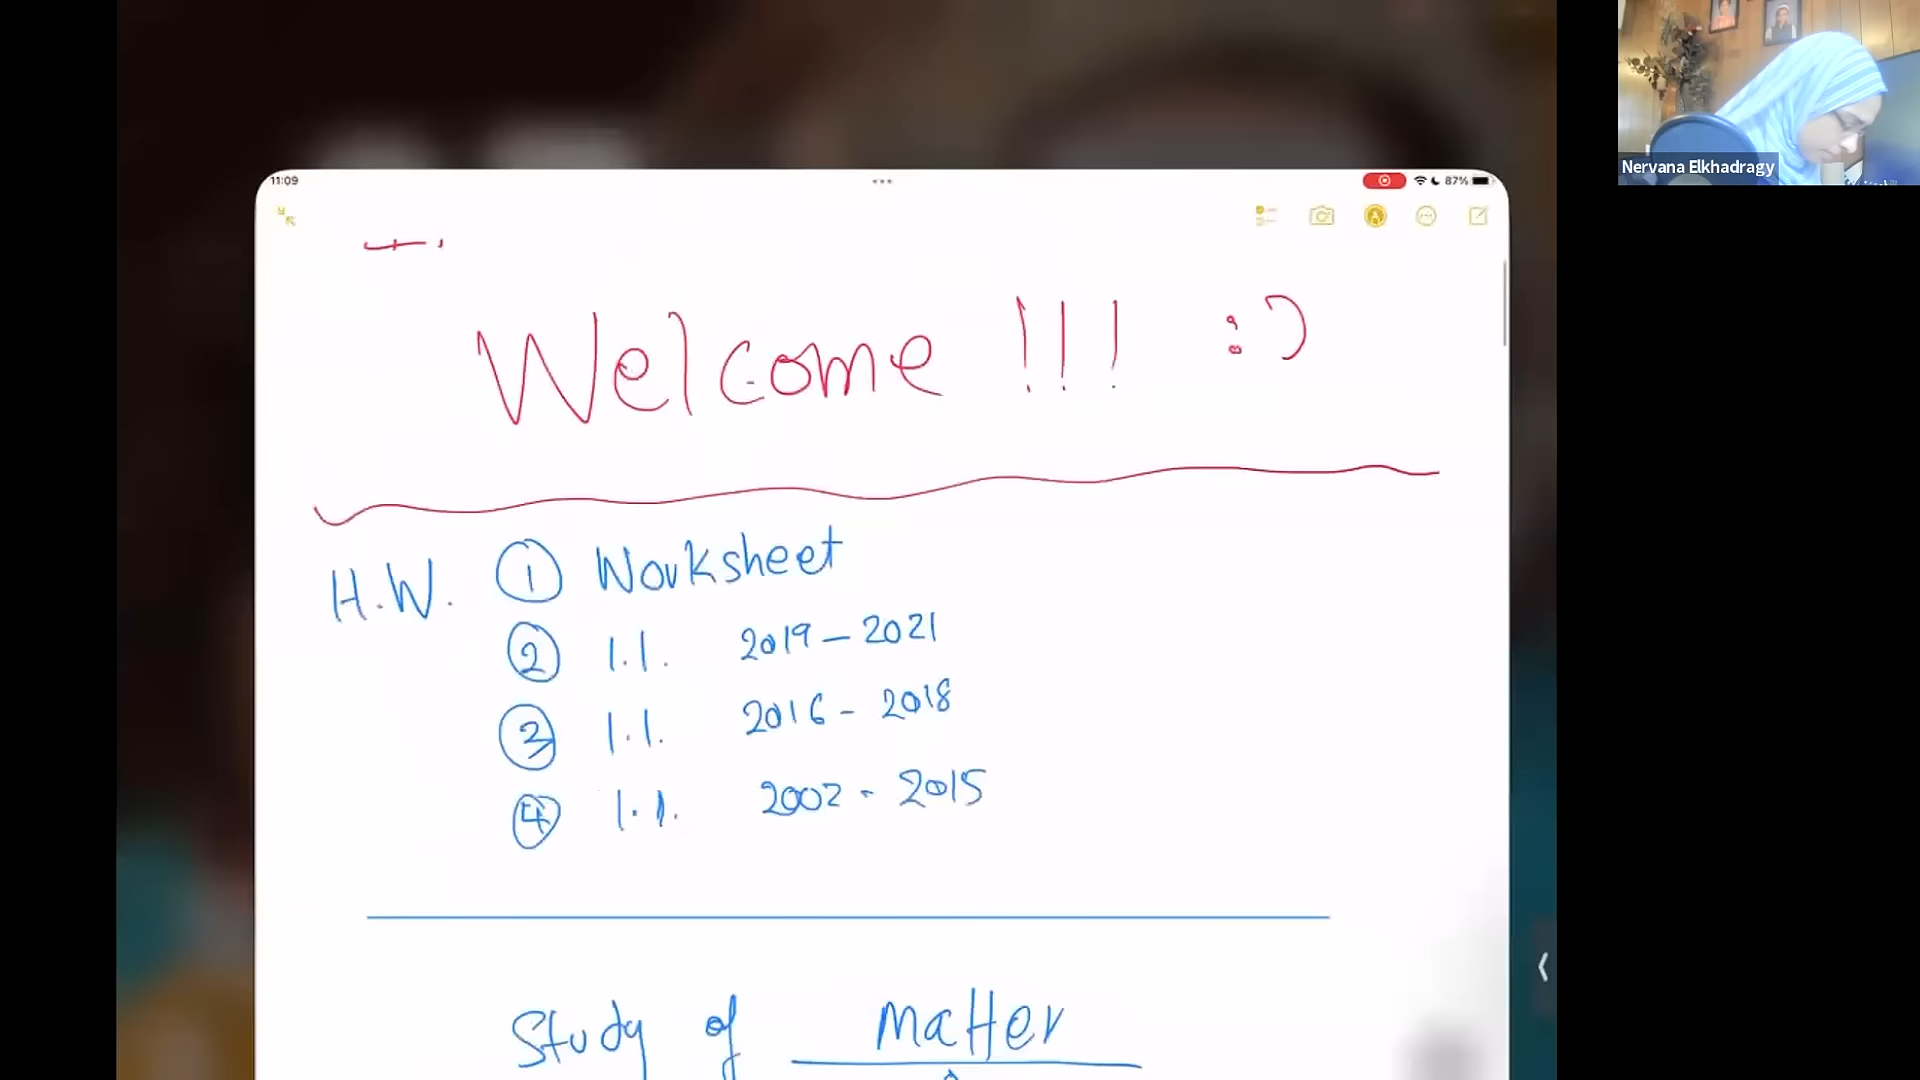 11:09
87%
Nervana Elkhadragy
Welcome !!! :)
H.W. ① Worksheet
② 1.1. 2019 – 2021
③ 1.1. 2016 - 2018
④ 1.1. 2002 - 2015
Study of matter